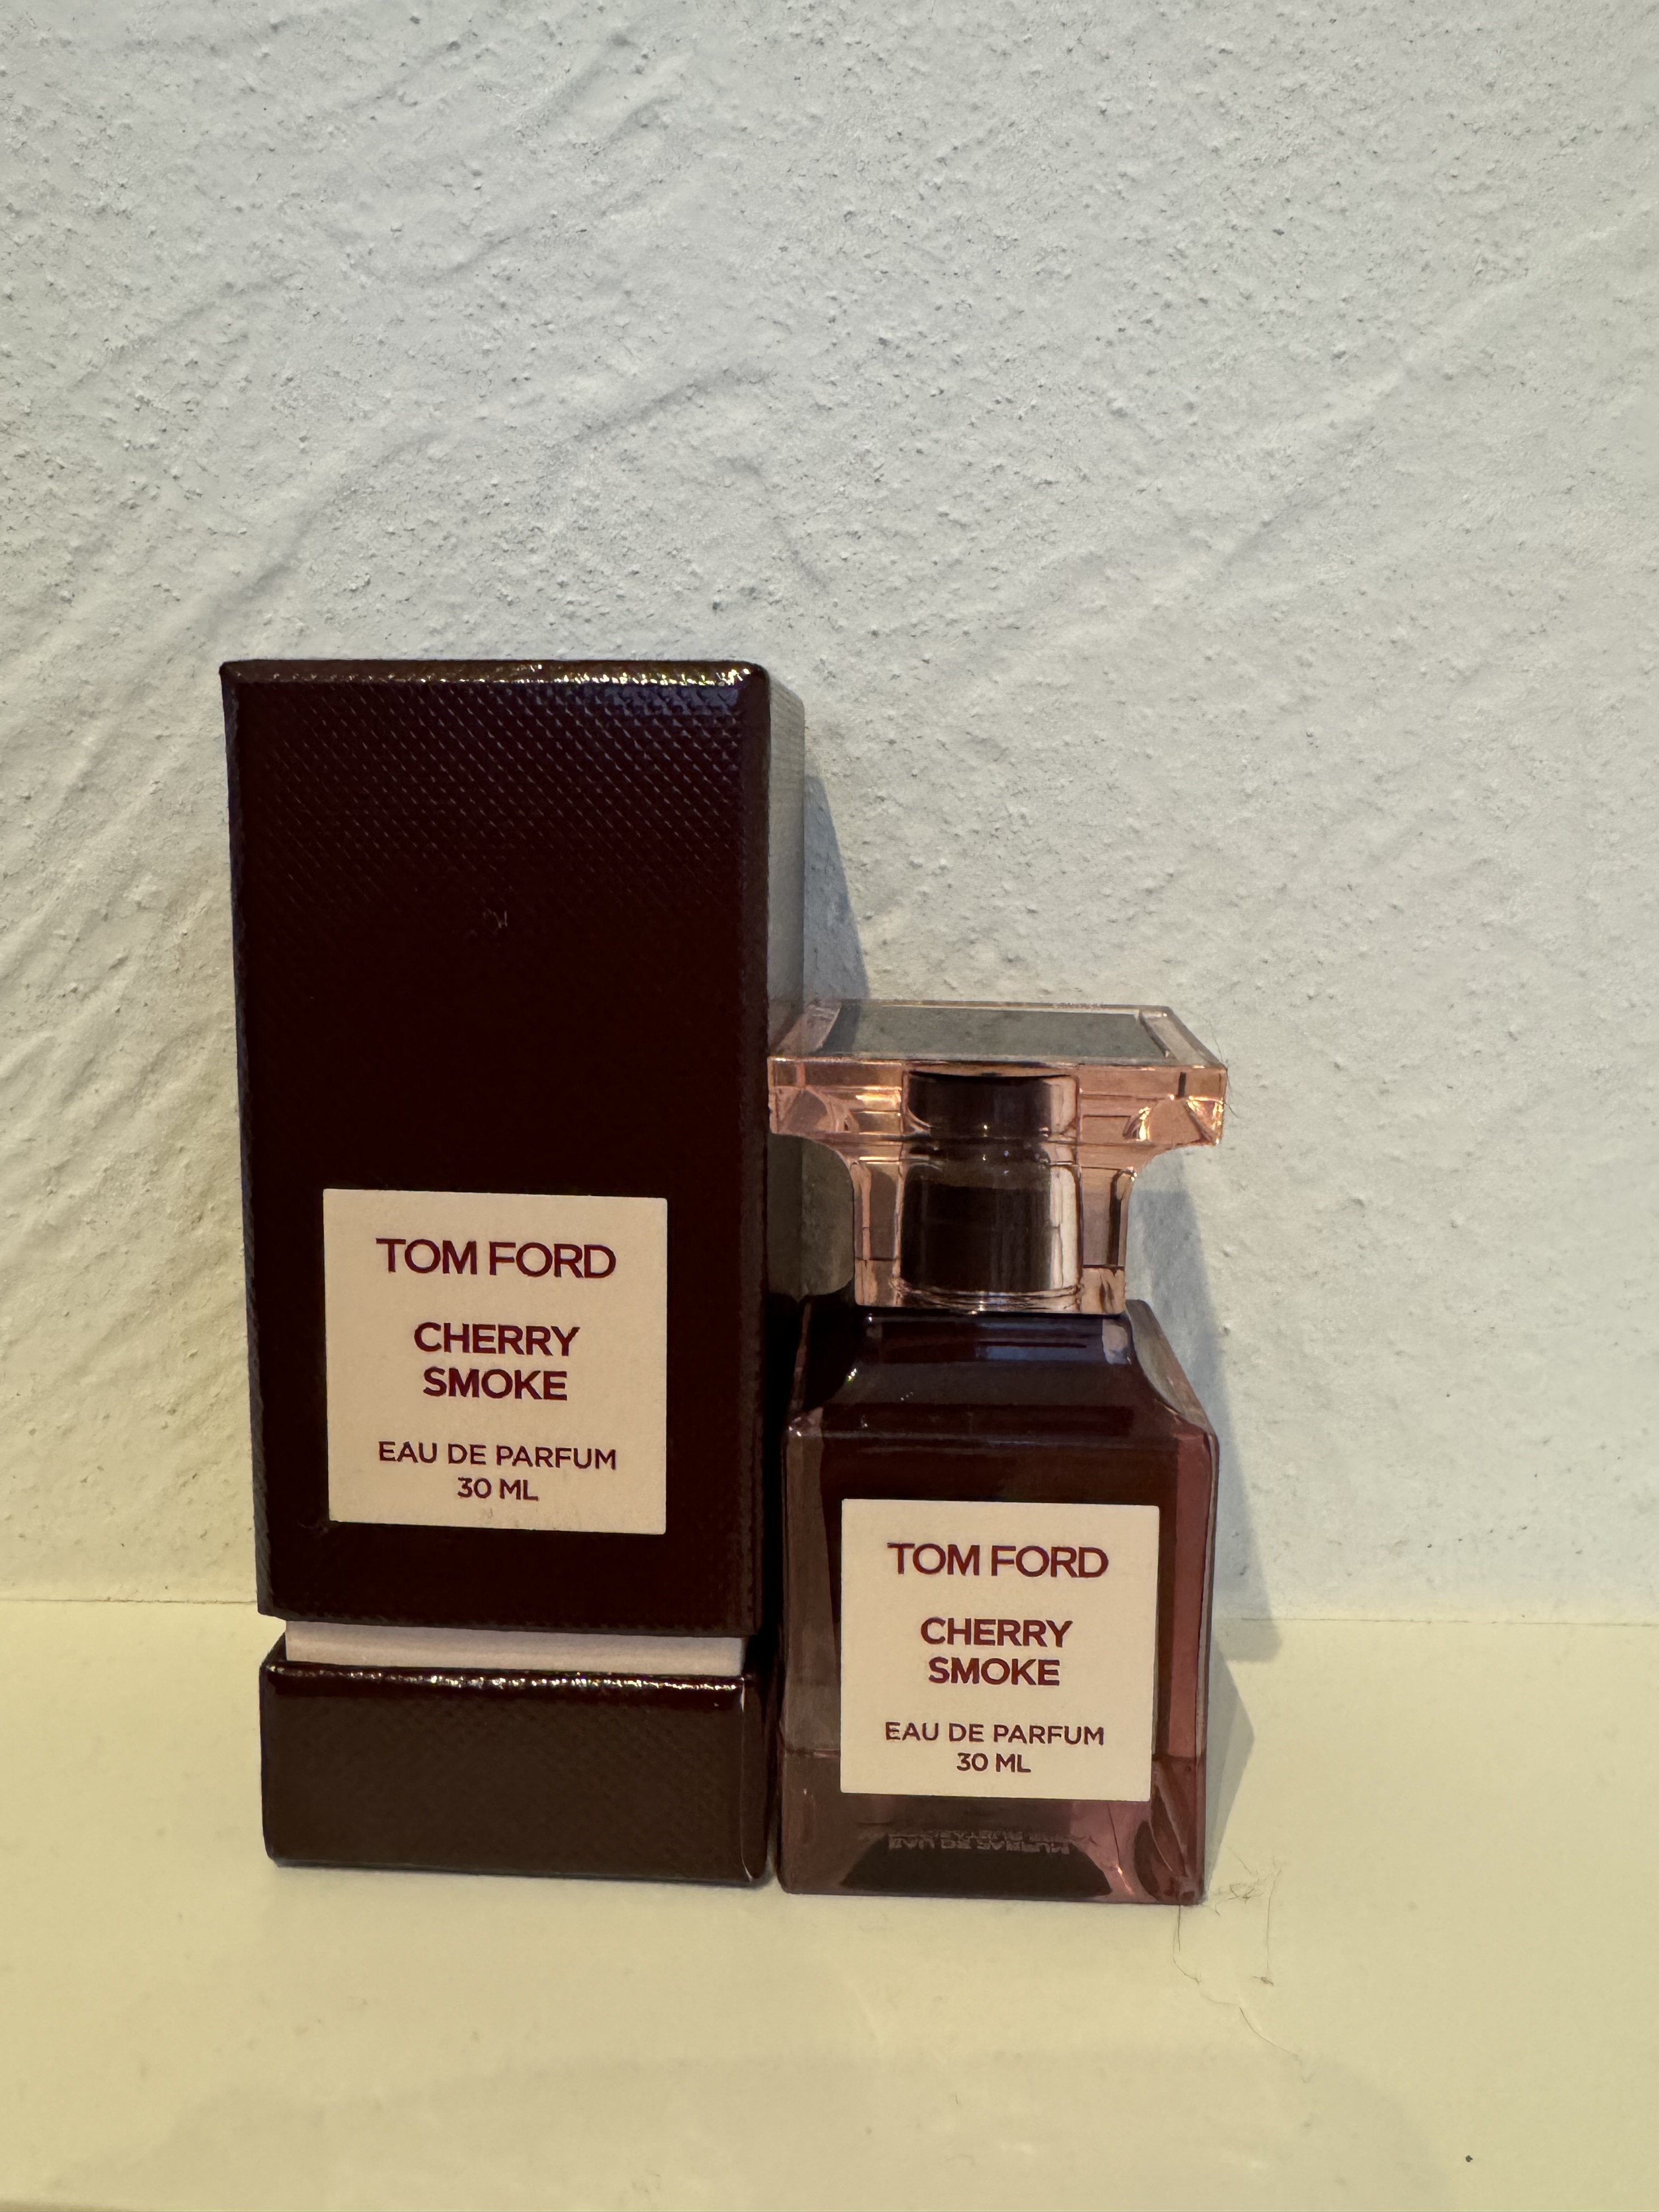 TOM FORD
CHERRY
SMOKE
EAU DE PARFUM
30 ML
TOM FORD
CHERRY
SMOKE
EAU DE PARFUM
30 ML